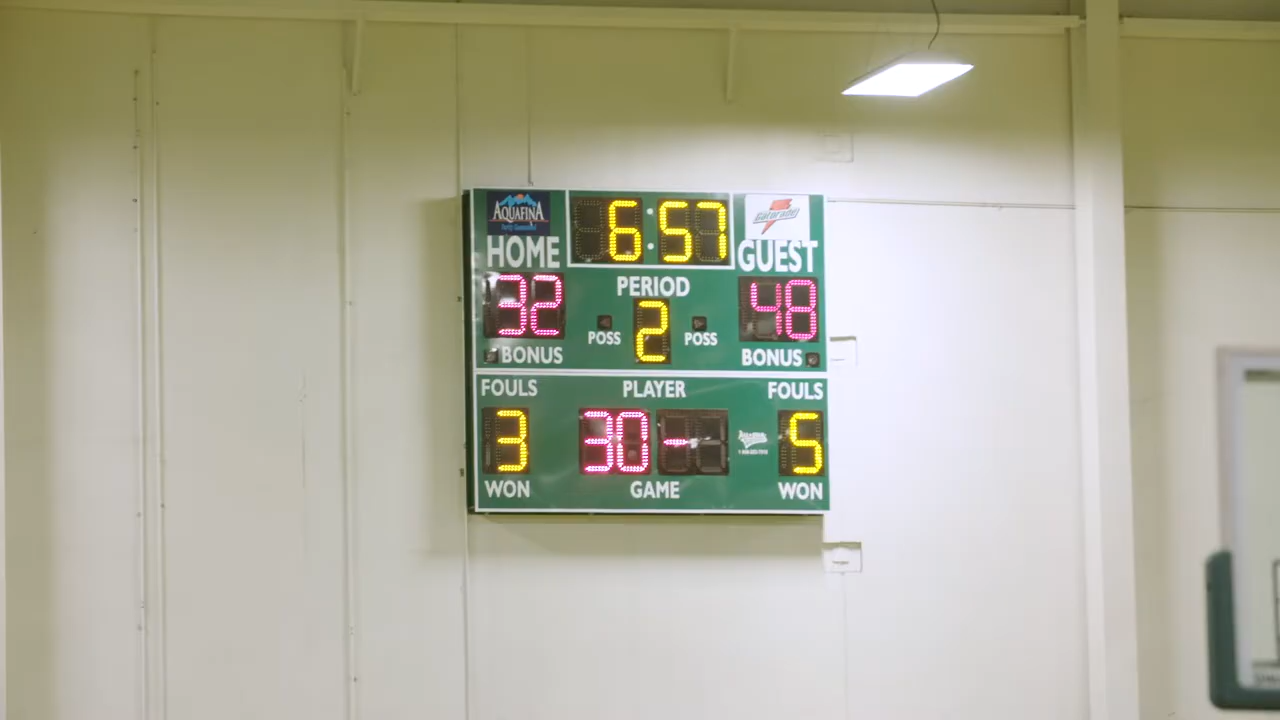 AQUAFINA
6:57
Gatorade
HOME
GUEST
32
PERIOD
48
POSS
2
POSS
BONUS
BONUS
FOULS
PLAYER
FOULS
3
30-
5
WON
GAME
WON